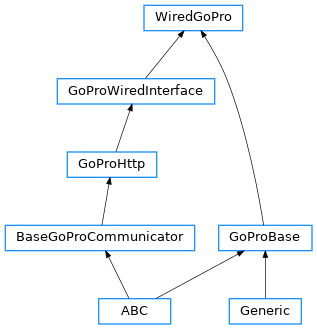 WiredGoPro
GoProWiredInterface
GoProHttp
BaseGoProCommunicator
GoProBase
ABC
Generic